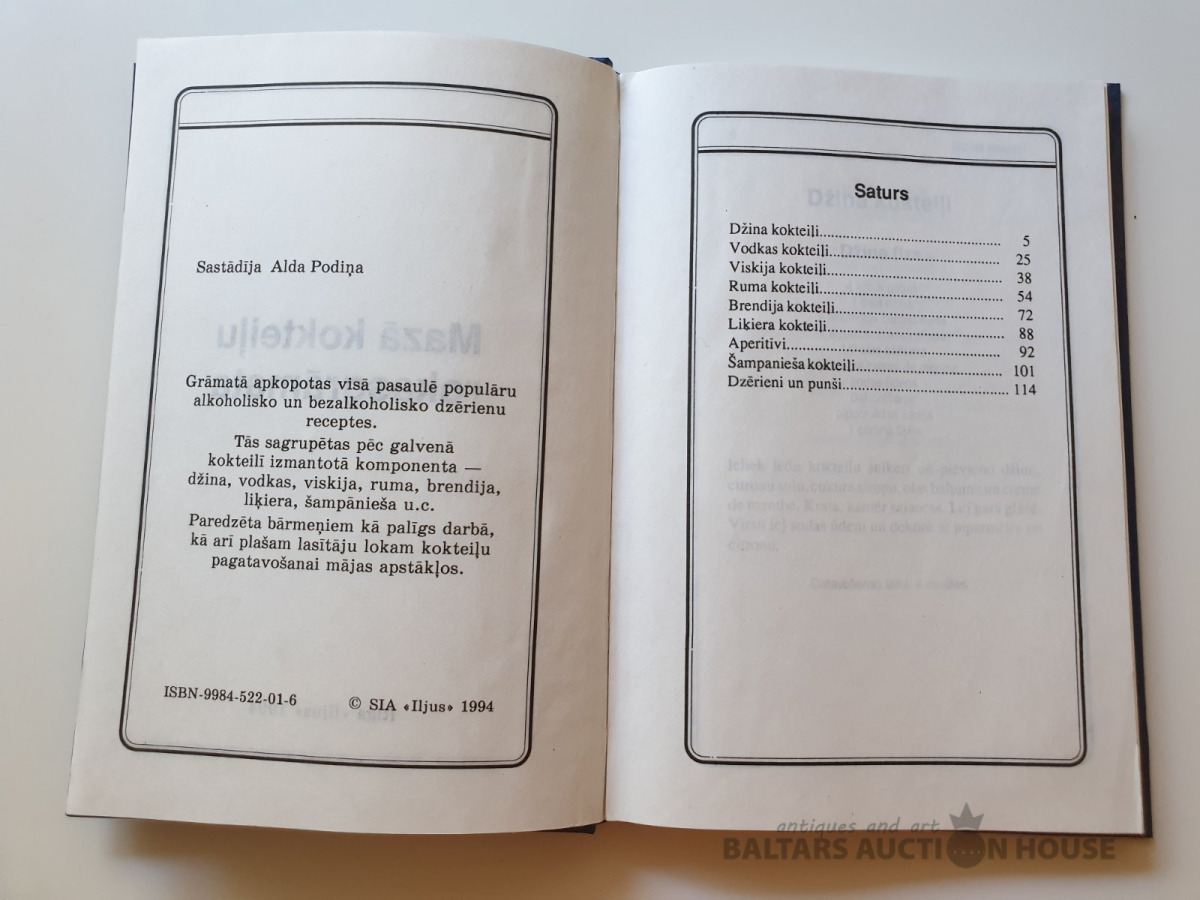 Sastādīja Alda Podiņa
Grāmatā apkopotas visā pasaulē populāru
alkoholisko un bezalkoholisko dzērienu
receptes.
Tās sagrupētas pēc galvenā
kokteilī izmantotā komponenta —
džina, vodkas, viskija, ruma, brendija,
liķiera, šampānieša u.c.
Paredzēta bārmeņiem kā palīgs darbā,
kā arī plašam lasītāju lokam kokteiļu
pagatavošanai mājas apstākļos.
ISBN-9984-522-01-6 © SIA «Iljus» 1994
Saturs
Džina kokteiļi.......................................... 5
Vodkas kokteiļi........................................ 25
Viskija kokteiļi......................................... 38
Ruma kokteiļi.......................................... 54
Brendija kokteiļi....................................... 72
Liķiera kokteiļi......................................... 88
Aperitīvi.................................................. 92
Šampanieša kokteiļi.................................. 101
Dzērieni un punši...................................... 114
antiques and art
BALTARS AUCTION HOUSE